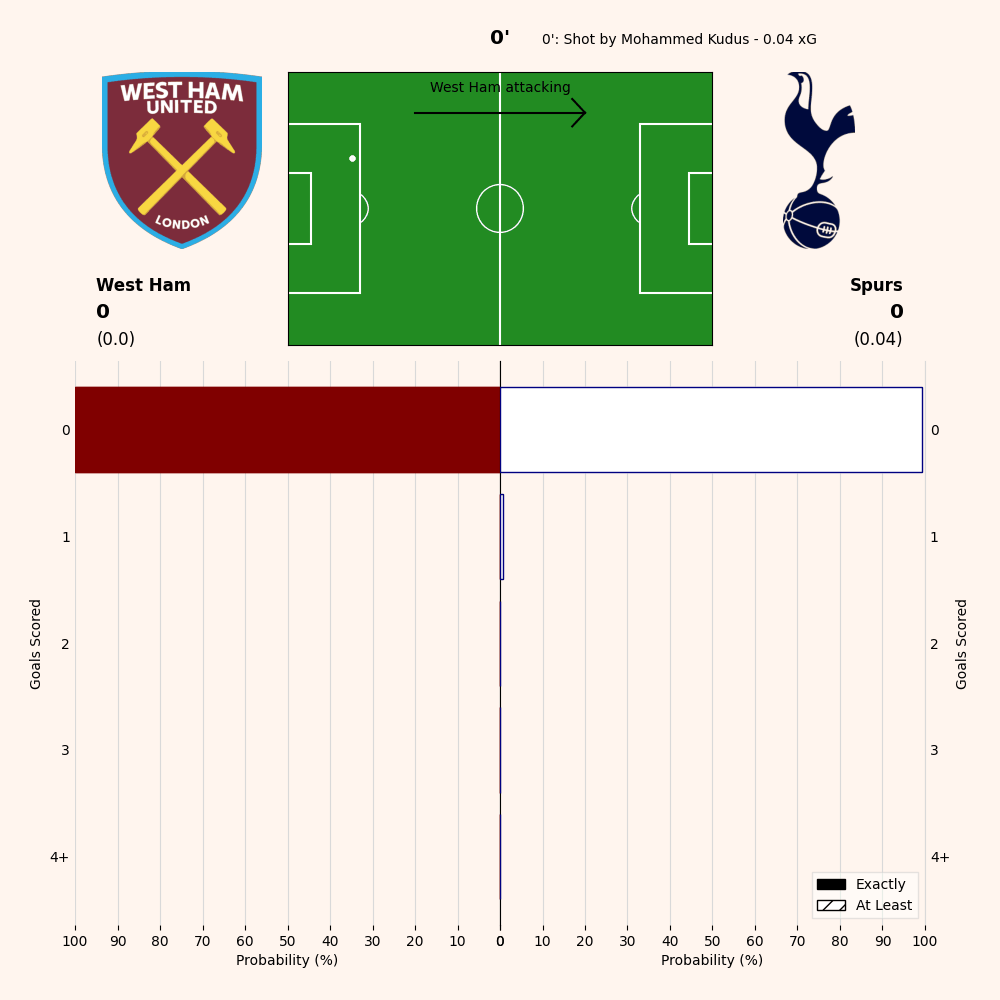 0'
0': Shot by Mohammed Kudus - 0.04 xG
WEST HAM
UNITED
LONDON
West Ham attacking
West Ham
0
(0.0)
Spurs
0
(0.04)
Goals Scored
0
1
2
3
4+
0
1
2
3
4+
Goals Scored
Exactly
At Least
100 90 80 70 60 50 40 30 20 10 0
0 10 20 30 40 50 60 70 80 90 100
Probability (%)
Probability (%)